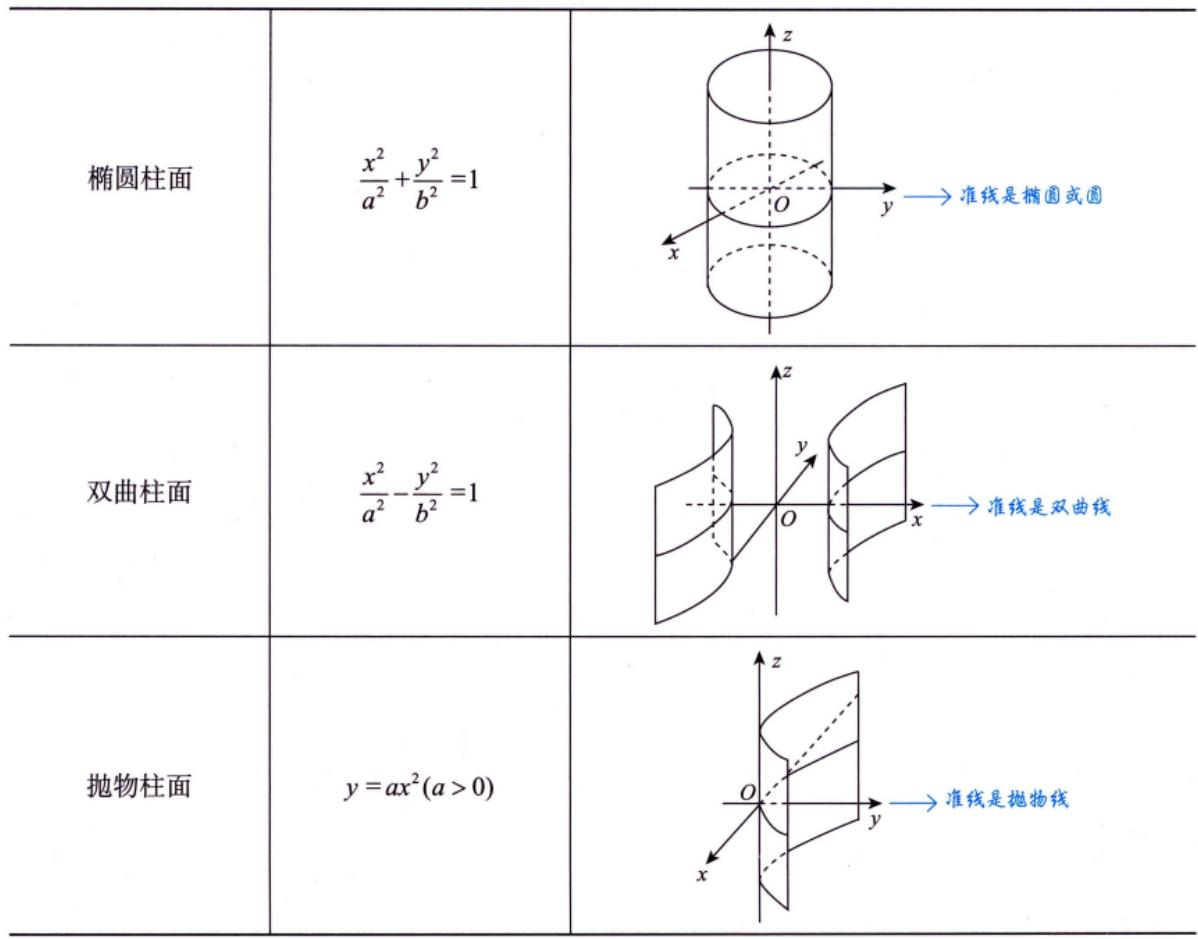 椭圆柱面
x²/a² + y²/b² = 1
z
O
y
x
准线是椭圆或圆
双曲柱面
x²/a² - y²/b² = 1
z
y
O
x
准线是双曲线
抛物柱面
y = ax² (a > 0)
z
O
y
x
准线是抛物线